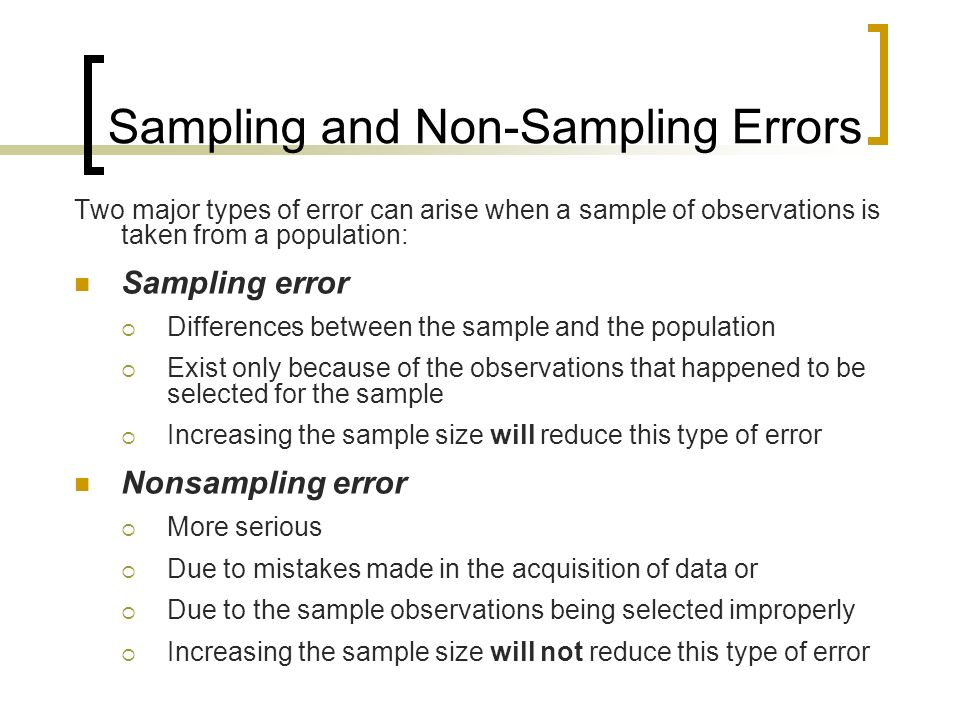 Sampling and Non-Sampling Errors
Two major types of error can arise when a sample of observations is
taken from a population:
Sampling error
Differences between the sample and the population
Exist only because of the observations that happened to be
selected for the sample
Increasing the sample size will reduce this type of error
Nonsampling error
More serious
Due to mistakes made in the acquisition of data or
Due to the sample observations being selected improperly
Increasing the sample size will not reduce this type of error